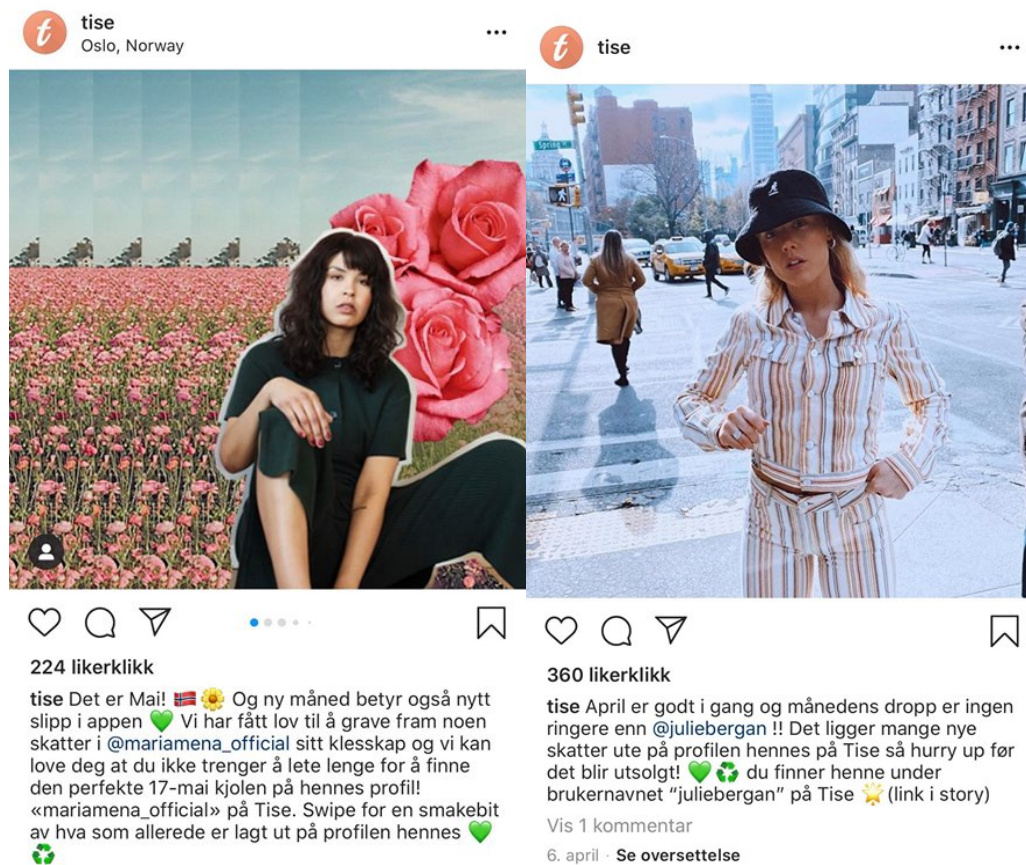 tise
Oslo, Norway
224 likerklikk
tise Det er Mai! 🇳🇴 🌼 Og ny måned betyr også nytt
slipp i appen 💚 Vi har fått lov til å grave fram noen
skatter i @mariamena_official sitt klesskap og vi kan
love deg at du ikke trenger å lete lenge for å finne
den perfekte 17-mai kjolen på hennes profil!
«mariamena_official» på Tise. Swipe for en smakebit
av hva som allerede er lagt ut på profilen hennes 💚
♻️
tise
Spring St
360 likerklikk
tise April er godt i gang og månedens dropp er ingen
ringere enn @juliebergan !! Det ligger mange nye
skatter ute på profilen hennes på Tise så hurry up før
det blir utsolgt! 💚 ♻️ du finner henne under
brukernavnet “juliebergan” på Tise 🌟 (link i story)
Vis 1 kommentar
6. april · Se oversettelse